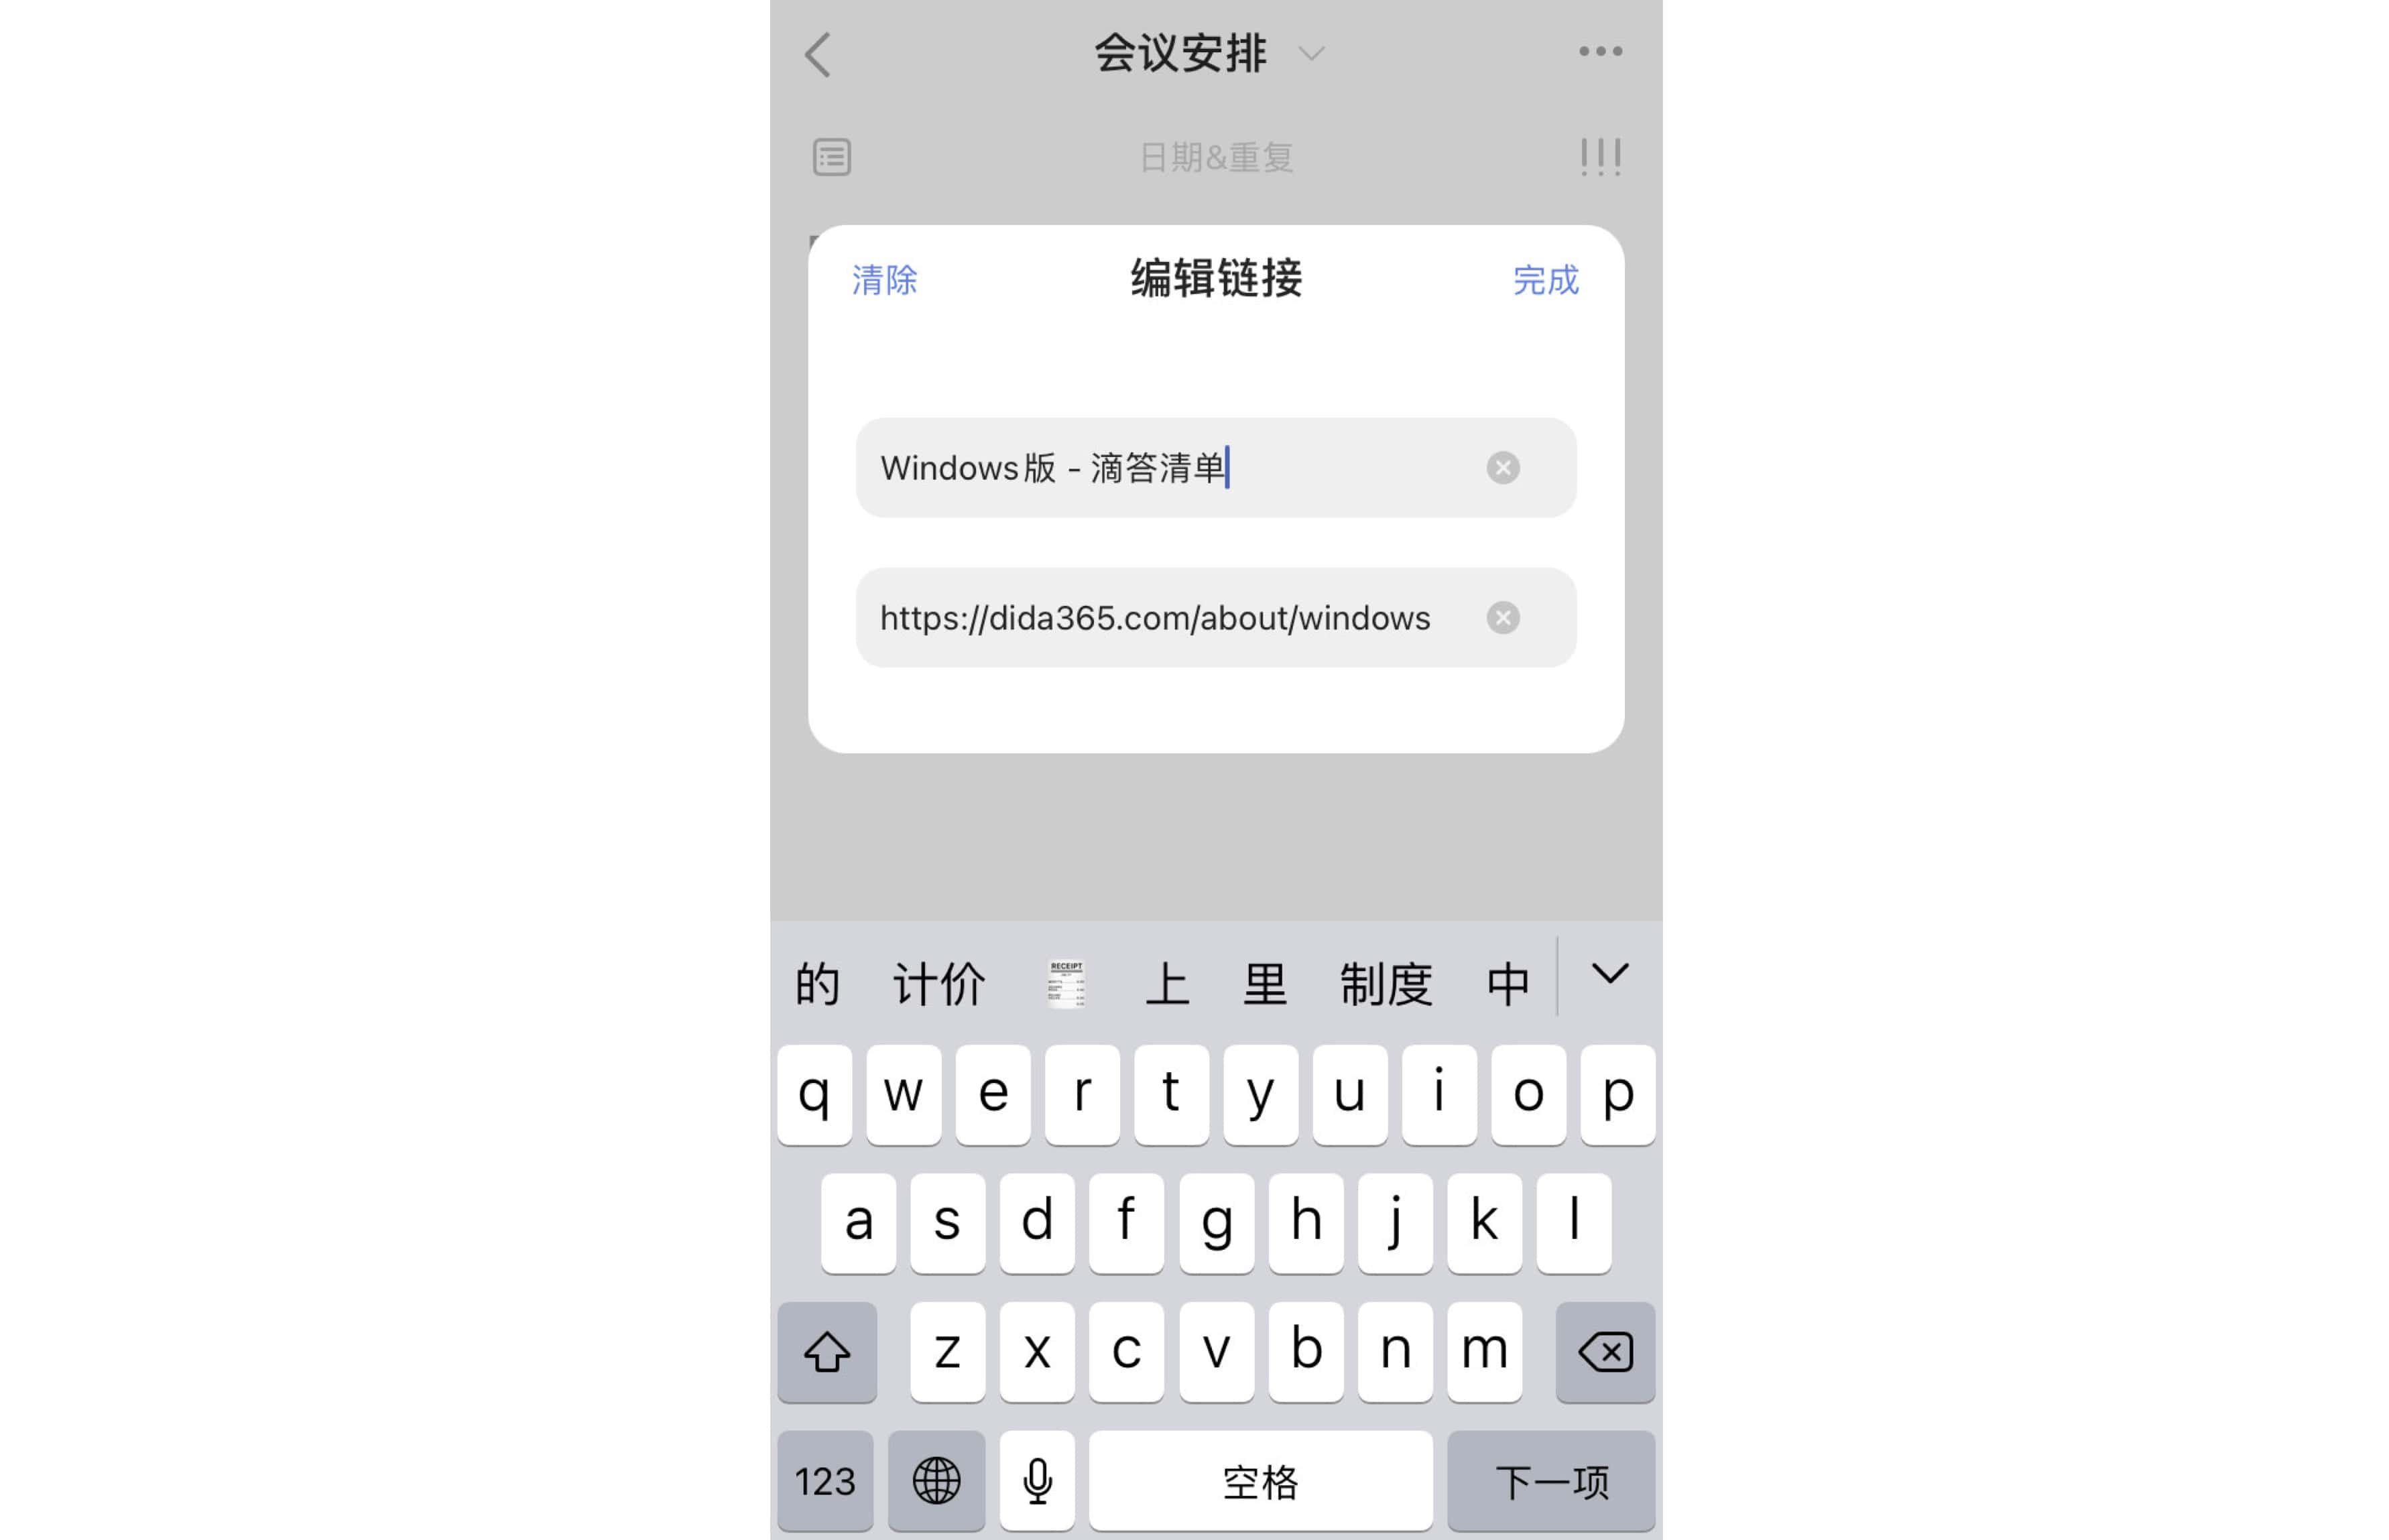 会议安排
日期&重复
清除 编辑链接 完成
Windows版 - 滴答清单
https://dida365.com/about/windows
的 计价 RECEIPT 上 里 制度 中
q w e r t y u i o p
a s d f g h j k l
z x c v b n m
123 空格 下一项